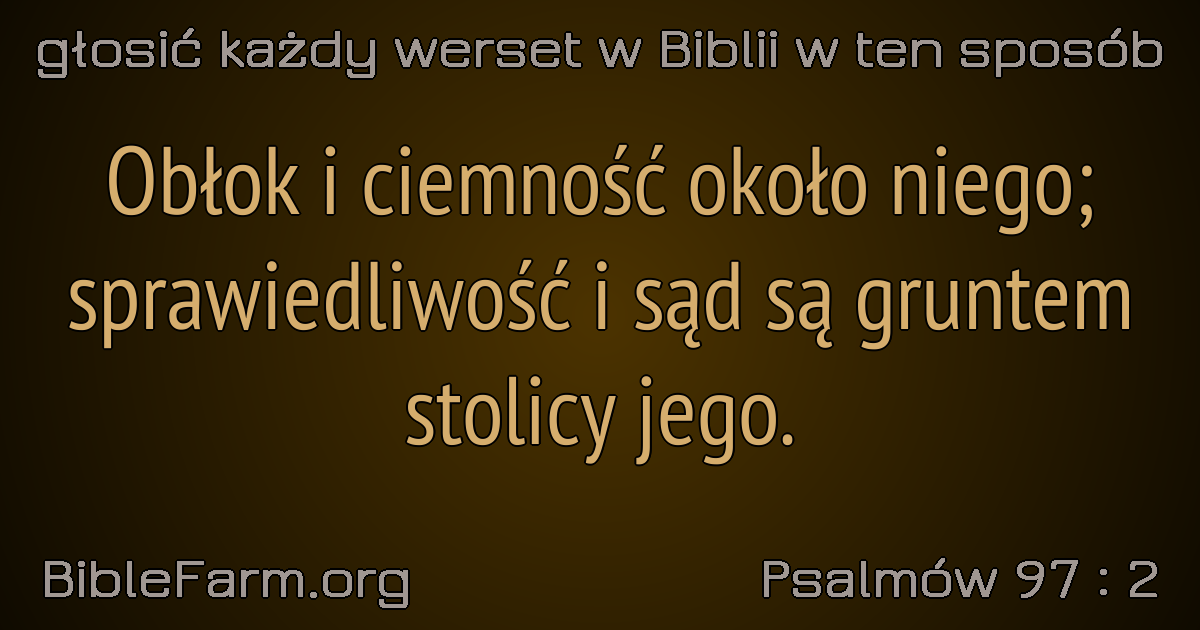 głosić każdy werset w Biblii w ten sposób
Obłok i ciemność około niego;
sprawiedliwość i sąd są gruntem
stolicy jego.
BibleFarm.org
Psalmów 97 : 2